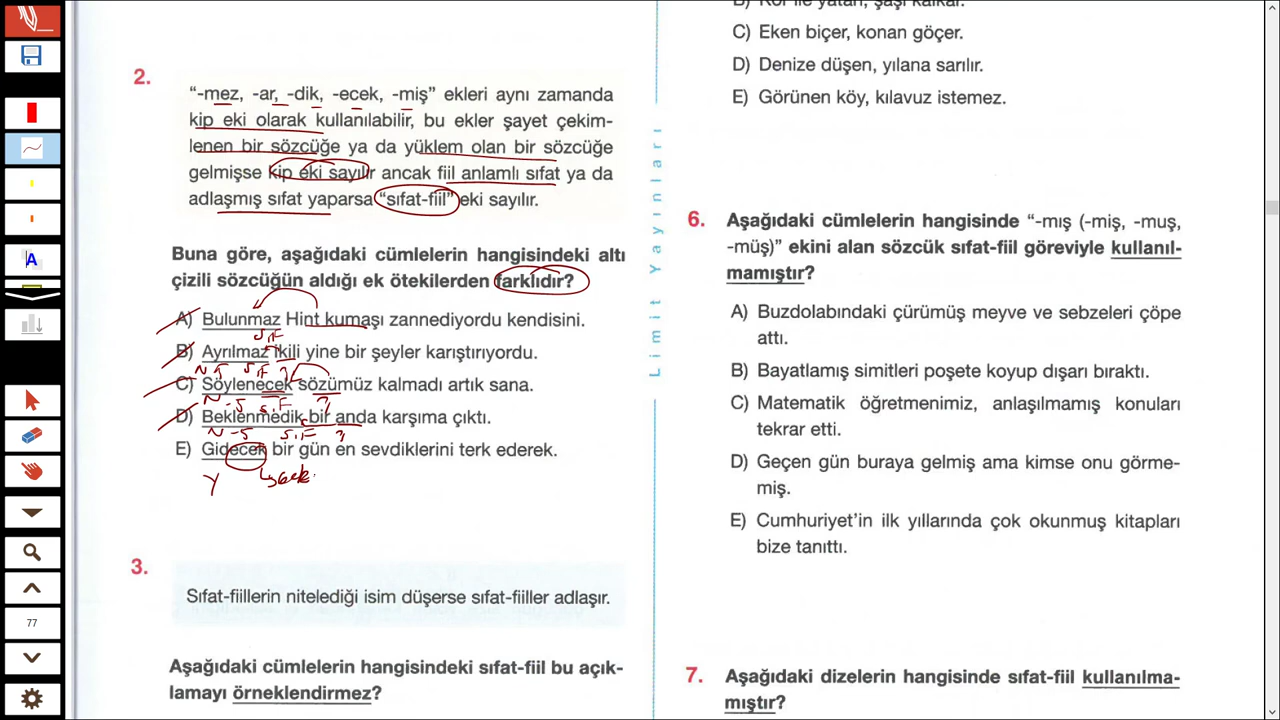 2.
"-mez, -ar, -dik, -ecek, -miş" ekleri aynı zamanda
kip eki olarak kullanılabilir, bu ekler şayet çekim-
lenen bir sözcüğe ya da yüklem olan bir sözcüğe
gelmişse kip eki sayılır ancak fiil anlamlı sıfat ya da
adlaşmış sıfat yaparsa "sıfat-fiil" eki sayılır.
Buna göre, aşağıdaki cümlelerin hangisindeki altı
çizili sözcüğün aldığı ek ötekilerden farklıdır?
A) Bulunmaz Hint kumaşı zannediyordu kendisini.
B) Ayrılmaz ikili yine bir şeyler karıştırıyordu.
C) Söylenecek sözümüz kalmadı artık sana.
D) Beklenmedik bir anda karşıma çıktı.
E) Gidecek bir gün en sevdiklerini terk ederek.
3.
Sıfat-fiillerin nitelediği isim düşerse sıfat-fiiller adlaşır.
Aşağıdaki cümlelerin hangisindeki sıfat-fiil bu açık-
lamayı örneklendirmez?
Limit Yayınları
B) Kör ile yatan, şaşı kalkar.
C) Eken biçer, konan göçer.
D) Denize düşen, yılana sarılır.
E) Görünen köy, kılavuz istemez.
6. Aşağıdaki cümlelerin hangisinde "-mış (-miş, -muş,
-müş)" ekini alan sözcük sıfat-fiil göreviyle kullanıl-
mamıştır?
A) Buzdolabındaki çürümüş meyve ve sebzeleri çöpe
attı.
B) Bayatlamış simitleri poşete koyup dışarı bıraktı.
C) Matematik öğretmenimiz, anlaşılmamış konuları
tekrar etti.
D) Geçen gün buraya gelmiş ama kimse onu görme-
miş.
E) Cumhuriyet'in ilk yıllarında çok okunmuş kitapları
bize tanıttı.
7. Aşağıdaki dizelerin hangisinde sıfat-fiil kullanılma-
mıştır?
A
77